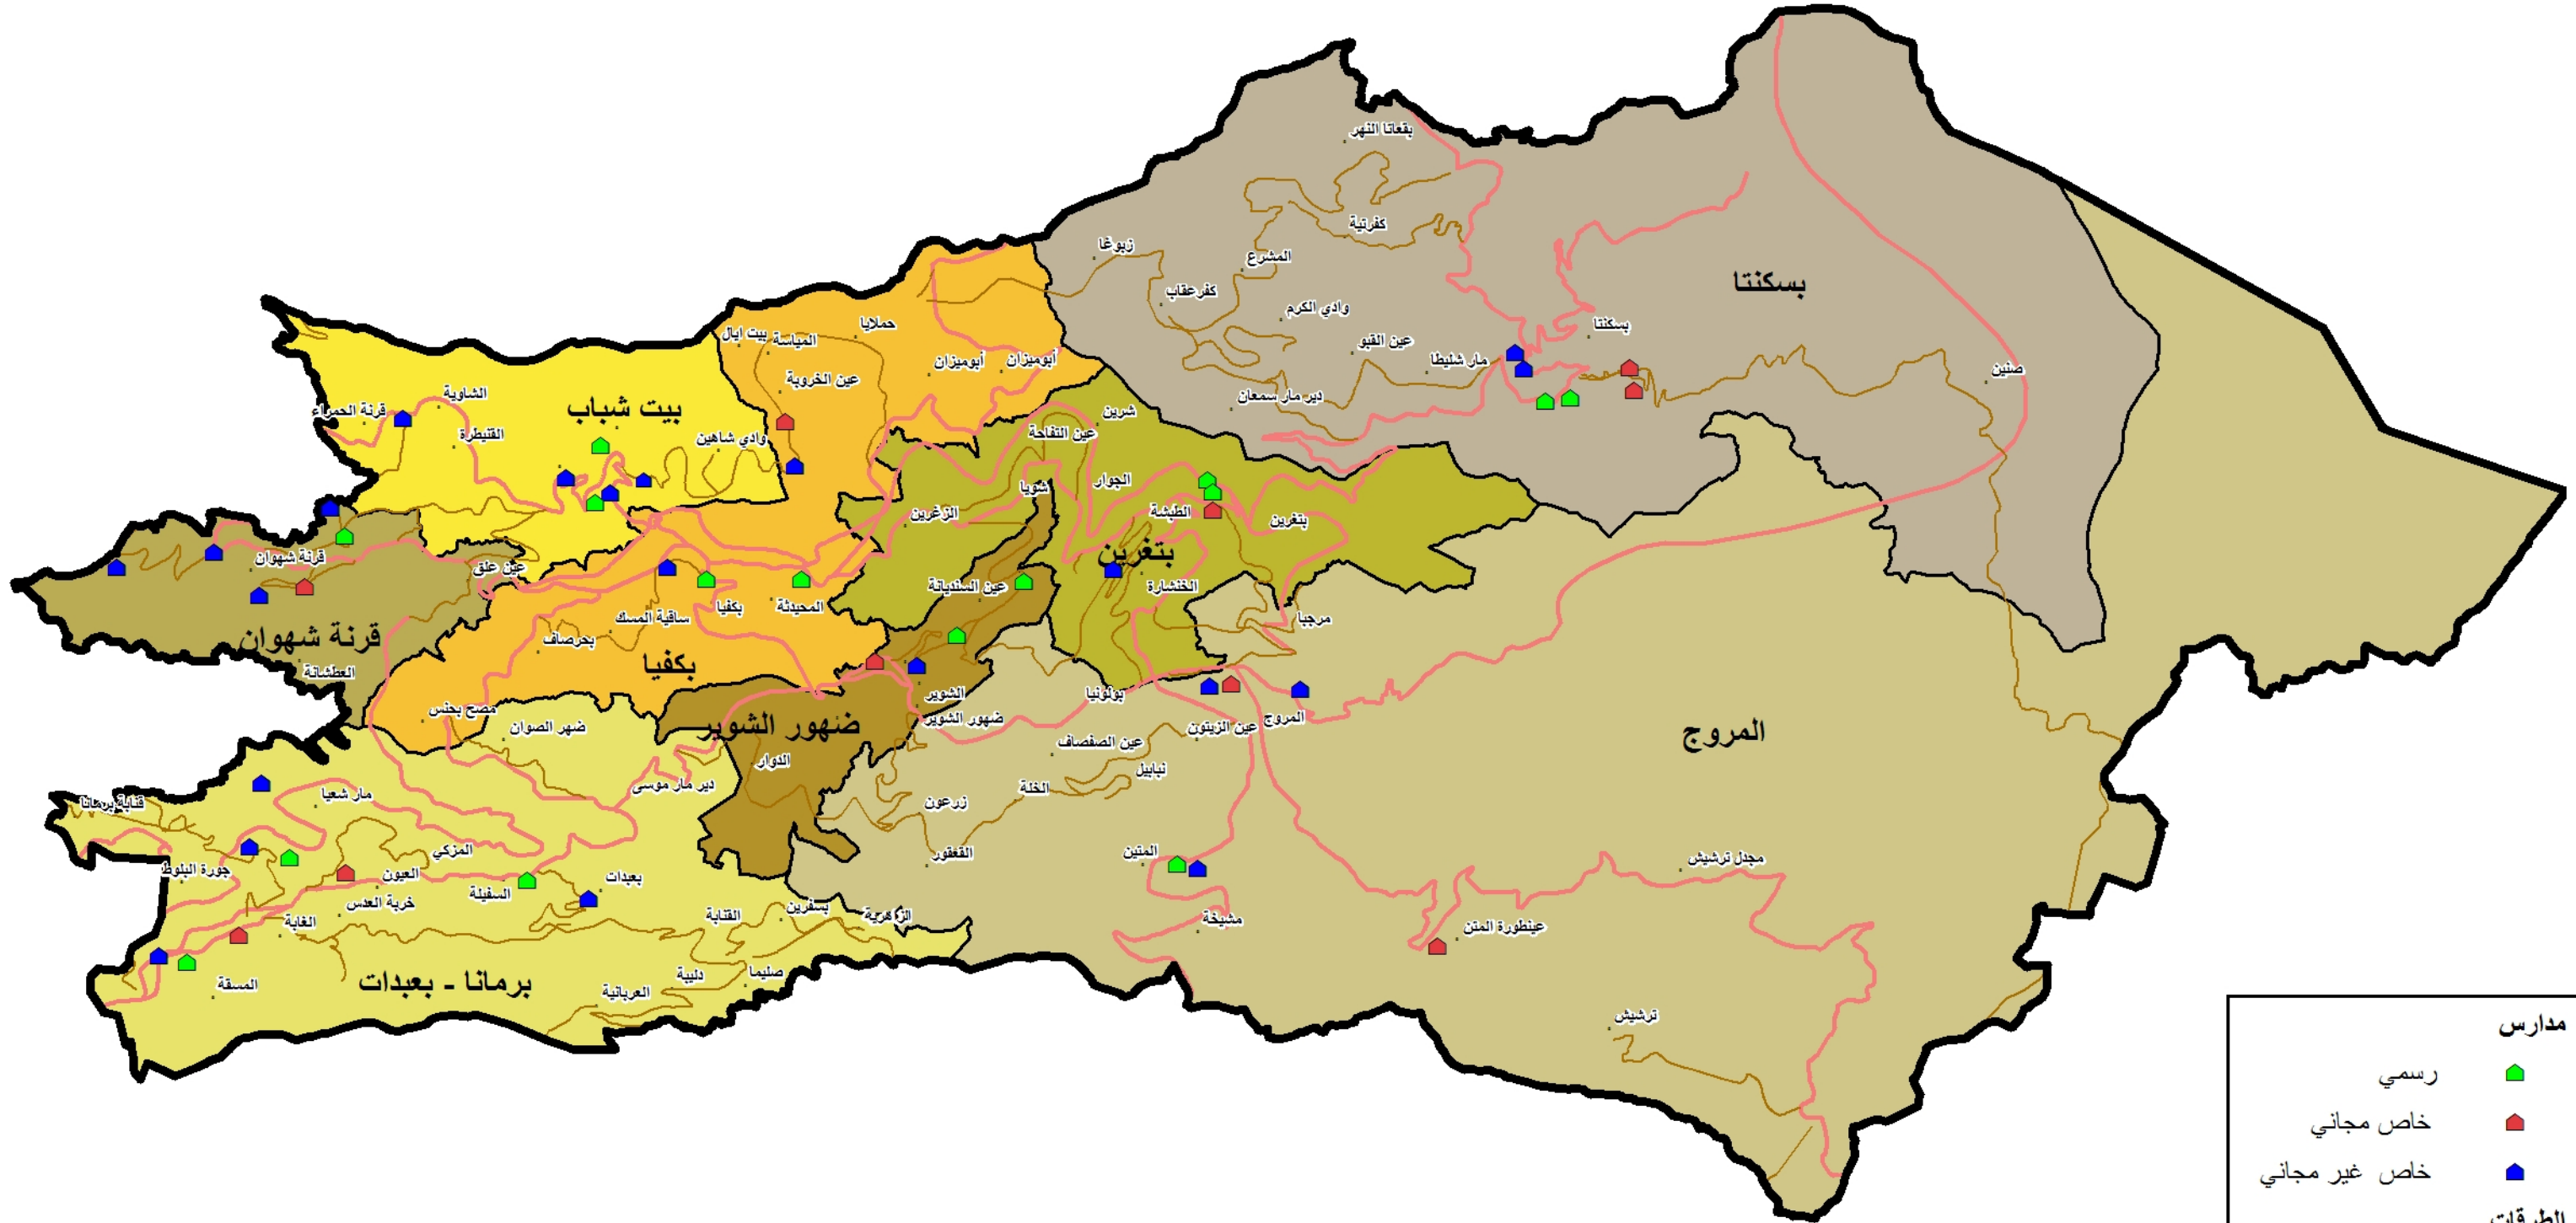 بقعاتا النهر
كفرتية
زبوغا
المشرع
بسكنتا
كفرعقاب
وادي الكرم
بسكنتا
حملايا
بيت ايال
المياسة
عين القبو
مار شليطا
أبوميزان
أبوميزان
صنين
عين الخروبة
الشاوية
دير مار سمعان
قرنة الحمراء
بيت شباب
شرين
القنيطرة
وادي شاهين
عين التفاحة
الجوار
شويا
الزغرين
الطبشة
بتغرين
قرنة شهوان
بتغرين
عين علق
عين السنديانة
الخنشارة
المحيدثة
بكفيا
ساقية المسك
مرجبا
قرنة شهوان
بحرصاف
بكفيا
العطشانة
بولونيا
الشوير
مصح بحنس
ضهور الشوير
المروج
ضهر الصوان
ضهور الشوير
عين الزيتون
المروج
عين الصفصاف
الدوار
نبابيل
دير مار موسى
الخلة
مار شعيا
قنابة برمانا
زرعون
المزكي
القعقور
المتين
مجدل ترشيش
جورة البلوط
العيون
بعبدات
السفيلة
خربة العدس
بسفرين
القنابة
الزاهرية
مشيخة
الغابة
عينطورة المتن
المسقة
برمانا - بعبدات
صليما
دليبة
العربانية
ترشيش
مدارس
رسمي
خاص مجاني
خاص غير مجاني
الطرقات